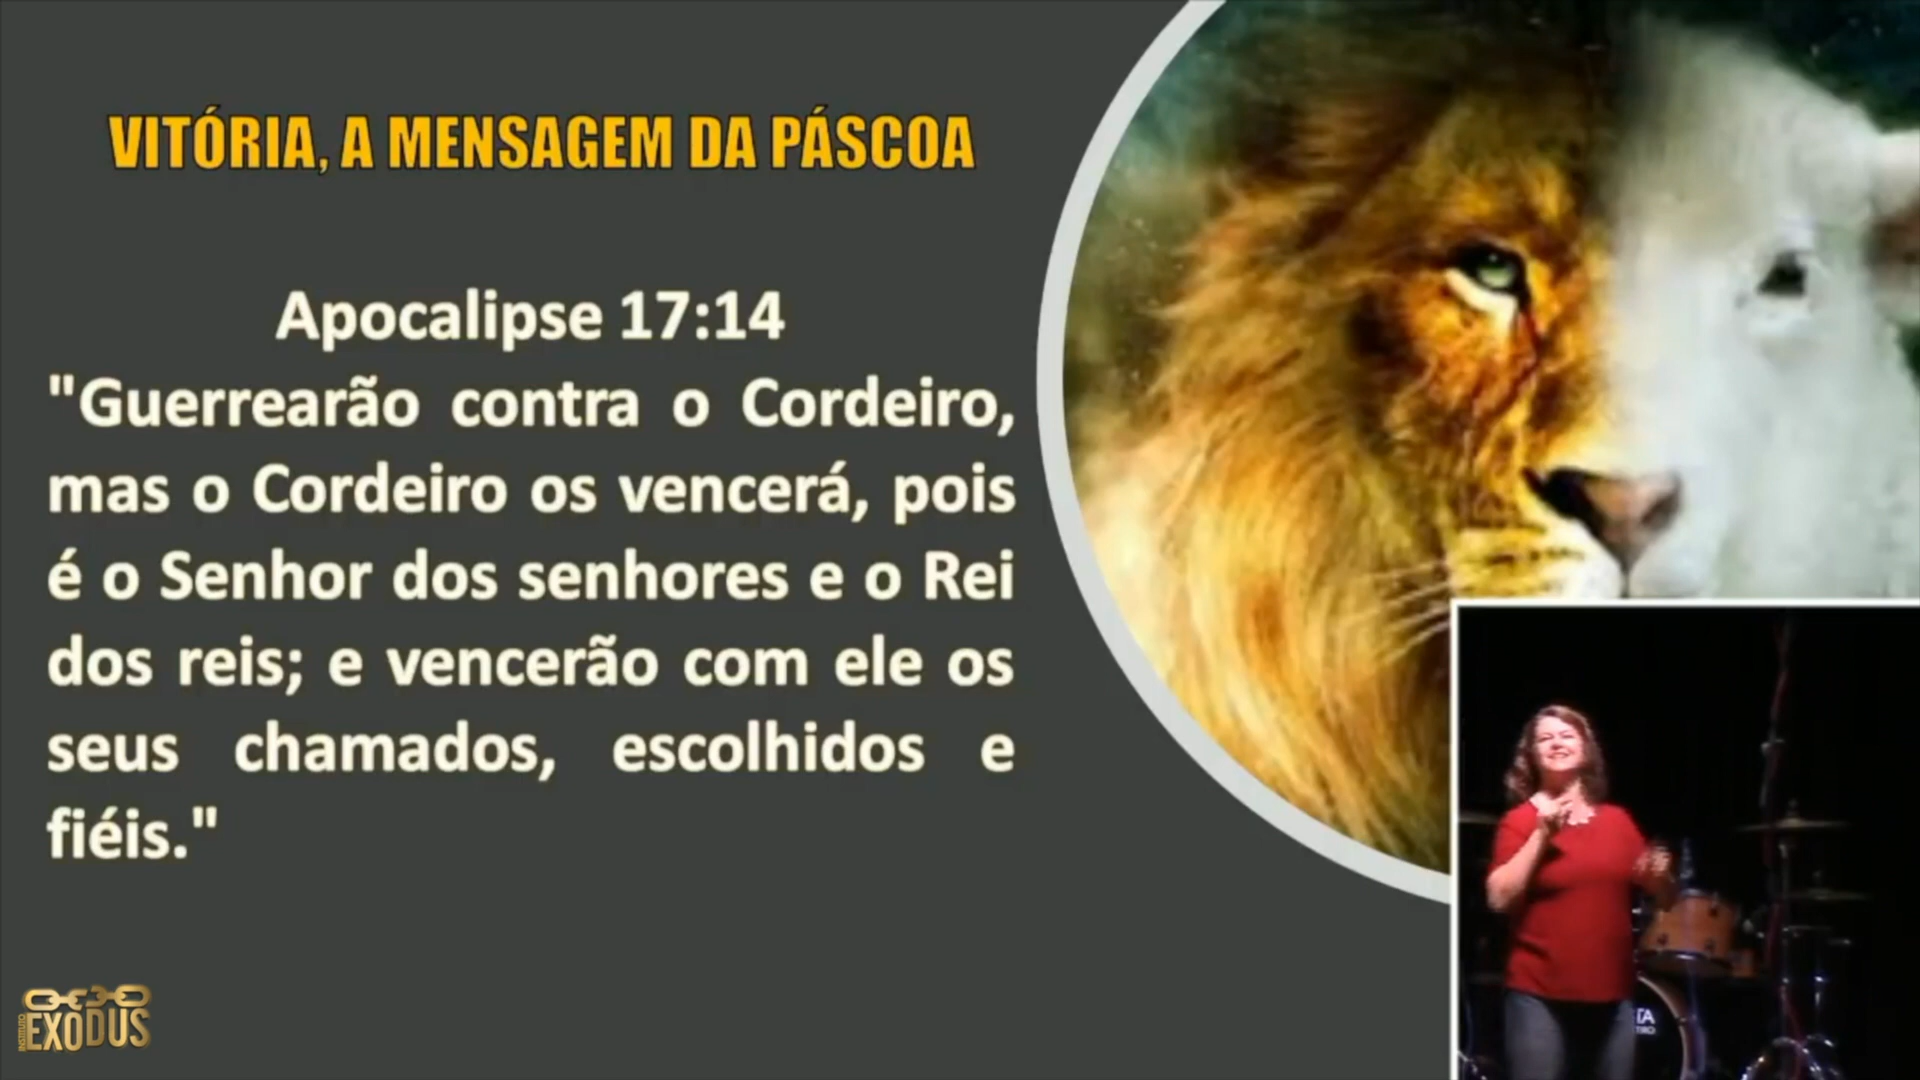 VITÓRIA, A MENSAGEM DA PÁSCOA
Apocalipse 17:14
"Guerrearão contra o Cordeiro,
mas o Cordeiro os vencerá, pois
é o Senhor dos senhores e o Rei
dos reis; e vencerão com ele os
seus chamados, escolhidos e
fiéis."
INSTITUTO
EXODUS